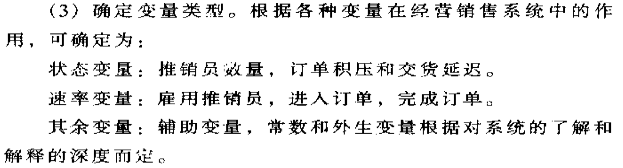 (3) 确定变量类型。根据各种变量在经营销售系统中的作
用，可确定为：
状态变量：推销员数量，订单积压和交货延迟。
速率变量：雇用推销员，进入订单，完成订单。
其余变量：辅助变量，常数和外生变量根据对系统的了解和
解释的深度而定。